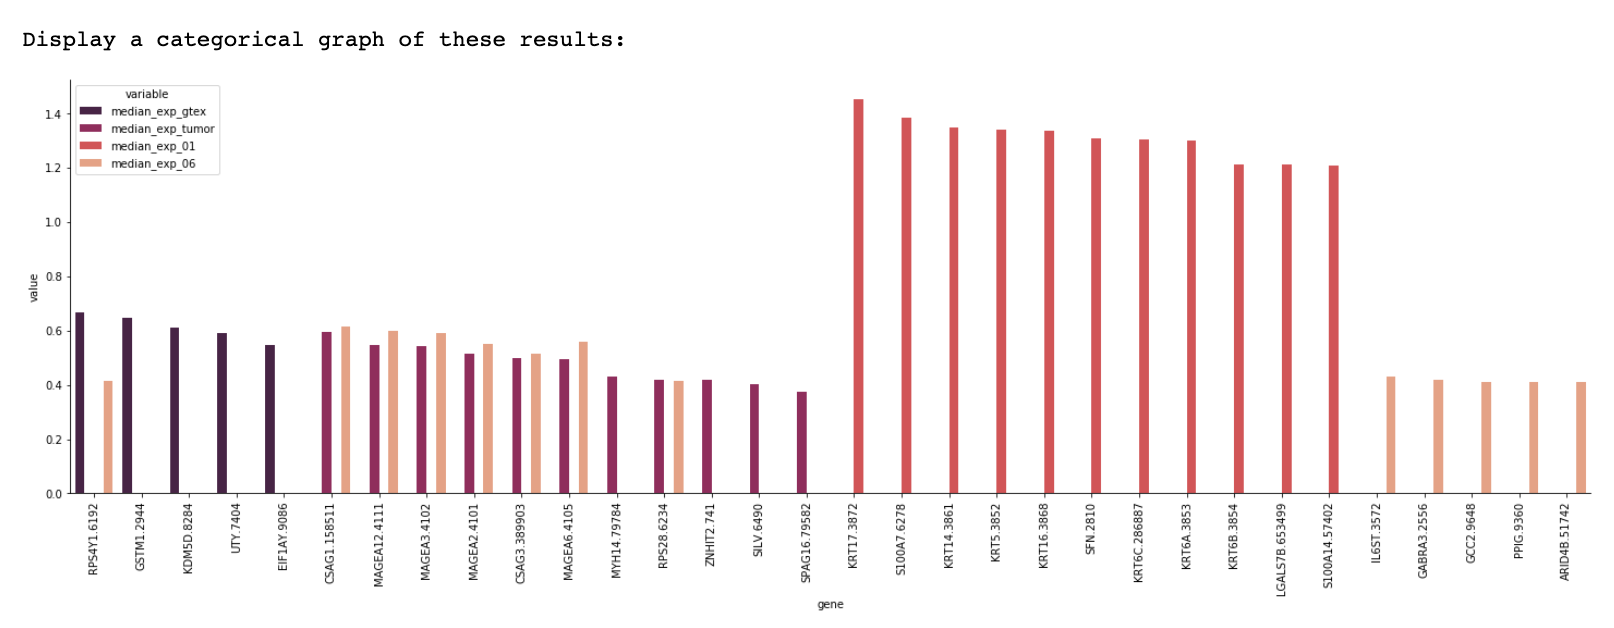 Display a categorical graph of these results:
variable
median_exp_gtex
median_exp_tumor
median_exp_01
median_exp_06
1.4
1.2
1.0
0.8
0.6
0.4
0.2
0.0
value
RPS4Y1.6192
GSTM1.2944
KDM5D.8284
UTY.7404
EIF1AY.9086
CSAG1.158511
MAGEA12.4111
MAGEA3.4102
MAGEA2.4101
CSAG3.389903
MAGEA6.4105
MYH14.79784
RPS28.6234
ZNHIT2.741
SILV.6490
SPAG16.79582
KRT17.3872
S100A7.6278
KRT14.3861
KRT5.3852
KRT16.3868
SFN.2810
KRT6C.286887
KRT6A.3853
KRT6B.3854
LGALS7B.653499
S100A14.57402
IL6ST.3572
GABRA3.2556
GCC2.9648
PPIG.9360
ARID4B.51742
gene